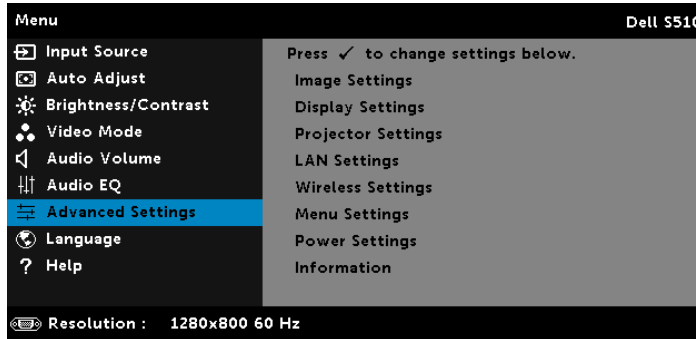 Menu
Dell S510
Input Source
Auto Adjust
Brightness/Contrast
Video Mode
Audio Volume
Audio EQ
Advanced Settings
Language
? Help
Press ✓ to change settings below.
Image Settings
Display Settings
Projector Settings
LAN Settings
Wireless Settings
Menu Settings
Power Settings
Information
Resolution : 1280x800 60 Hz